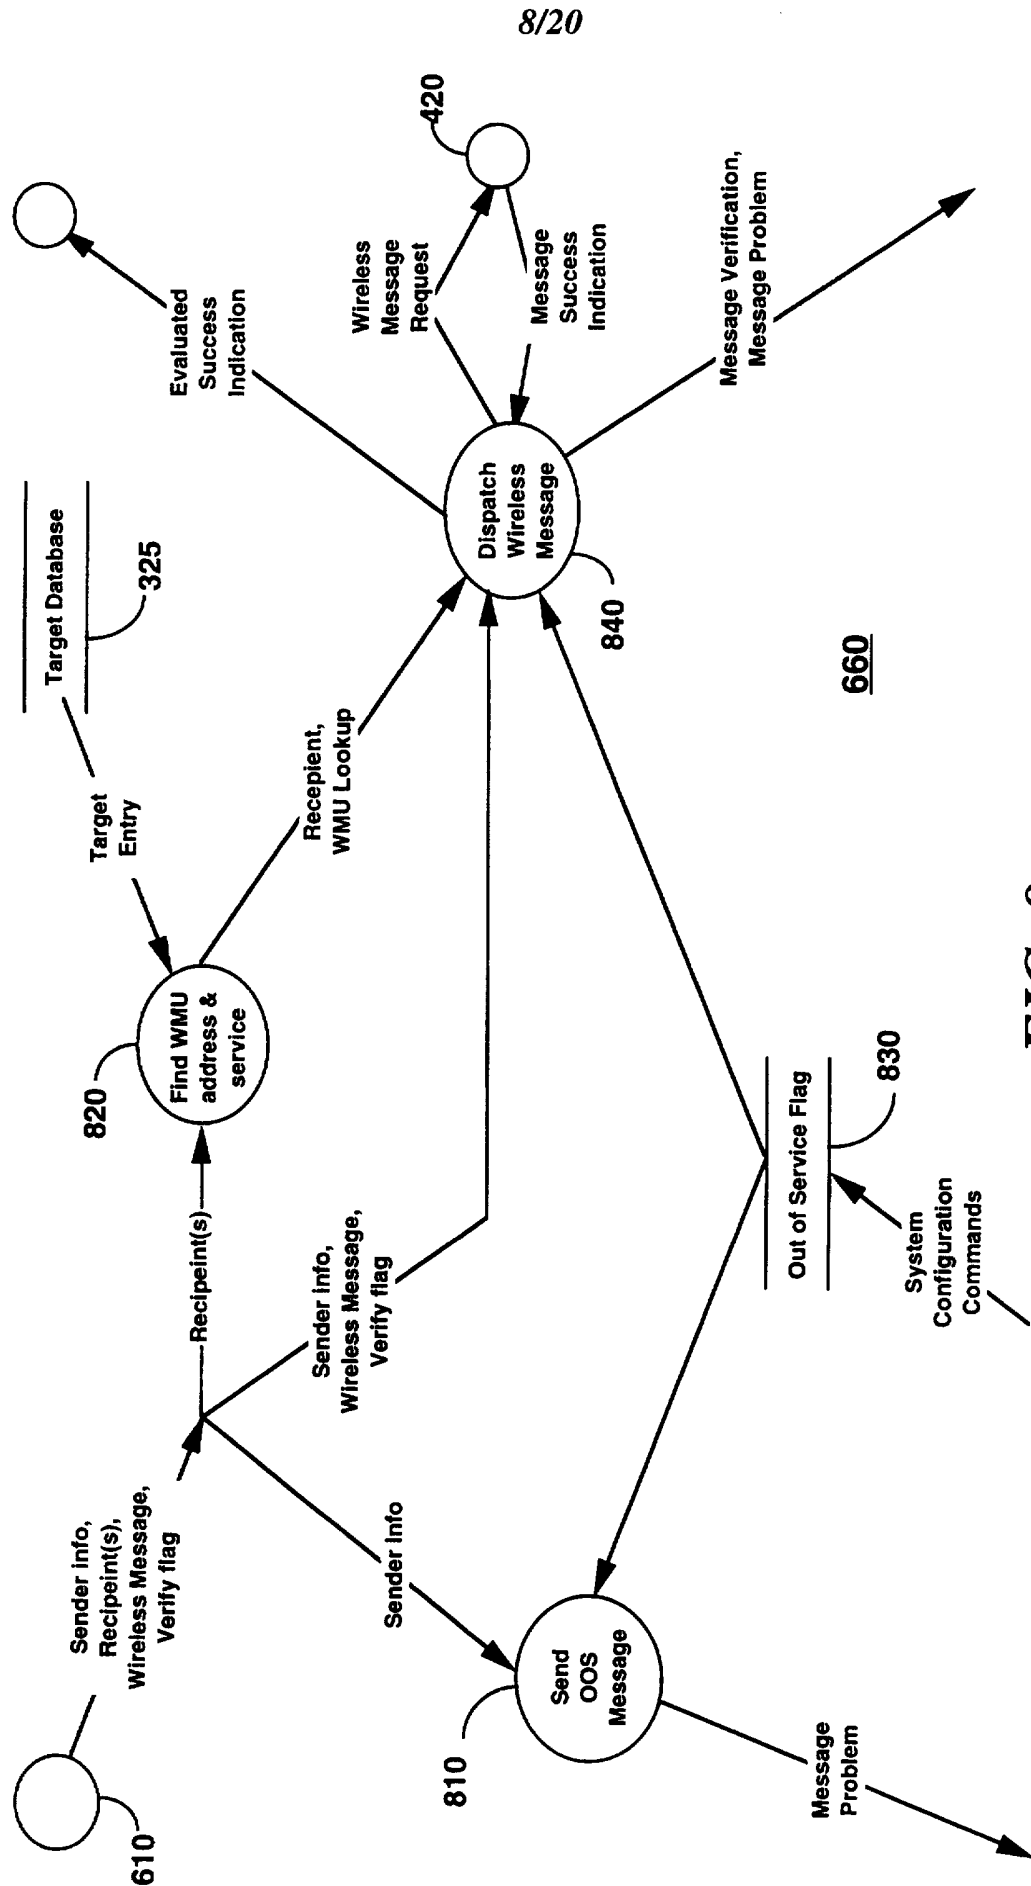 8/20
610
Sender info,
Recipeint(s),
Wireless Message,
Verify flag
Recipeint(s)
820
Find WMU
address &
service
Target
Entry
Target Database
325
Evaluated
Success
Indication
Recepient,
WMU Lookup
Sender info,
Wireless Message,
Verify flag
Sender info
Wireless
Message
Request
420
Message
Success
Indication
Dispatch
Wireless
Message
840
Message Verification,
Message Problem
810
Send
OOS
Message
Message
Problem
Out of Service Flag
830
System
Configuration
Commands
660